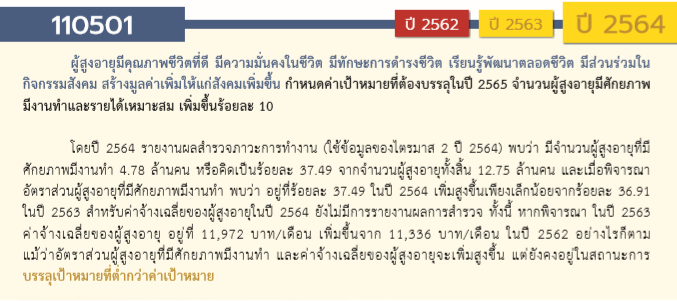 110501 ปี 2562 ปี 2563 ปี 2564
ผู้สูงอายุมีคุณภาพชีวิตที่ดี มีความมั่นคงในชีวิต มีทักษะการดำรงชีวิต เรียนรู้พัฒนาตลอดชีวิต มีส่วนร่วมใน
กิจกรรมสังคม สร้างมูลค่าเพิ่มให้แก่สังคมเพิ่มขึ้น กำหนดค่าเป้าหมายที่ต้องบรรลุในปี 2565 จำนวนผู้สูงอายุมีศักยภาพ
มีงานทำและรายได้เหมาะสม เพิ่มขึ้นร้อยละ 10
โดยปี 2564 รายงานผลสำรวจภาวะการทำงาน (ใช้ข้อมูลของไตรมาส 2 ปี 2564) พบว่า มีจำนวนผู้สูงอายุที่มี
ศักยภาพมีงานทำ 4.78 ล้านคน หรือคิดเป็นร้อยละ 37.49 จากจำนวนผู้สูงอายุทั้งสิ้น 12.75 ล้านคน และเมื่อพิจารณา
อัตราส่วนผู้สูงอายุที่มีศักยภาพมีงานทำ พบว่า อยู่ที่ร้อยละ 37.49 ในปี 2564 เพิ่มสูงขึ้นเพียงเล็กน้อยจากร้อยละ 36.91
ในปี 2563 สำหรับค่าจ้างเฉลี่ยของผู้สูงอายุในปี 2564 ยังไม่มีการรายงานผลการสำรวจ ทั้งนี้ หากพิจารณา ในปี 2563
ค่าจ้างเฉลี่ยของผู้สูงอายุ อยู่ที่ 11,972 บาท/เดือน เพิ่มขึ้นจาก 11,336 บาท/เดือน ในปี 2562 อย่างไรก็ตาม
แม้ว่าอัตราส่วนผู้สูงอายุที่มีศักยภาพมีงานทำ และค่าจ้างเฉลี่ยของผู้สูงอายุจะเพิ่มสูงขึ้น แต่ยังคงอยู่ในสถานะการ
บรรลุเป้าหมายที่ต่ำกว่าค่าเป้าหมาย